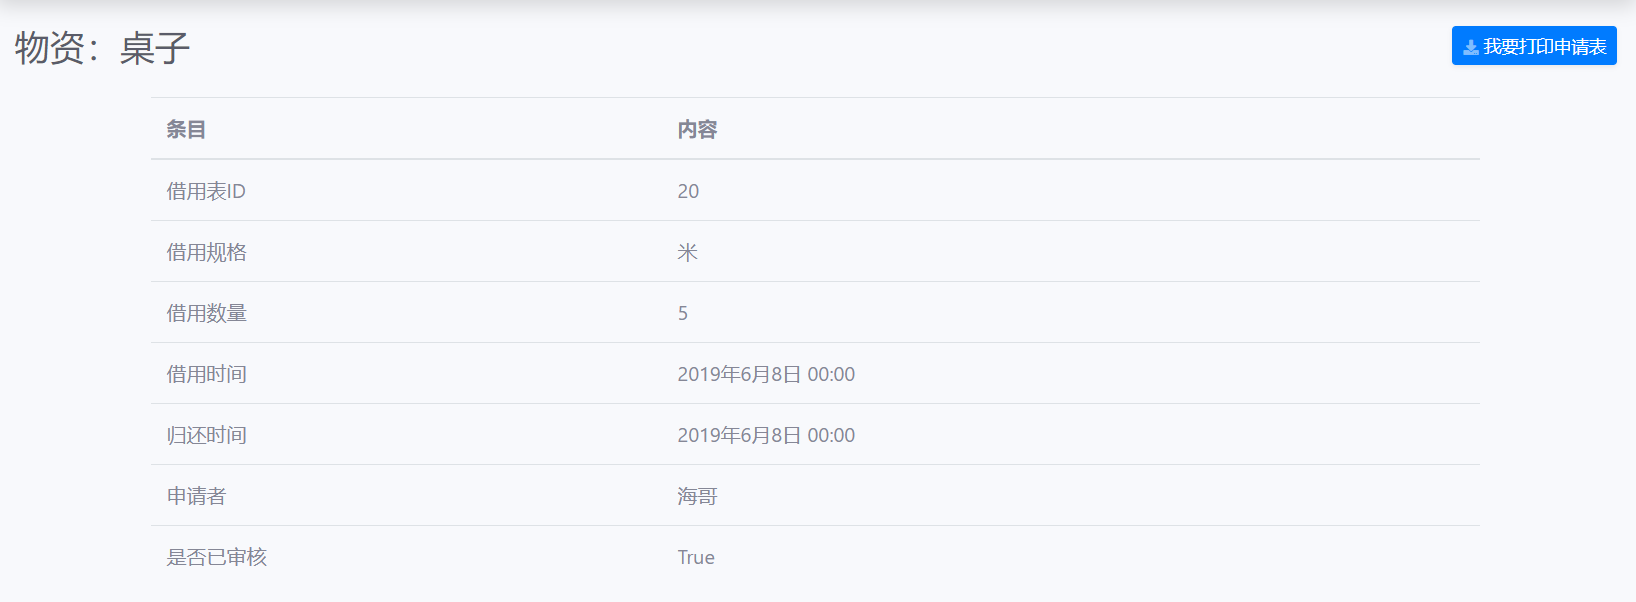 物资：桌子
我要打印申请表
条目 内容
借用表ID 20
借用规格 米
借用数量 5
借用时间 2019年6月8日 00:00
归还时间 2019年6月8日 00:00
申请者 海哥
是否已审核 True